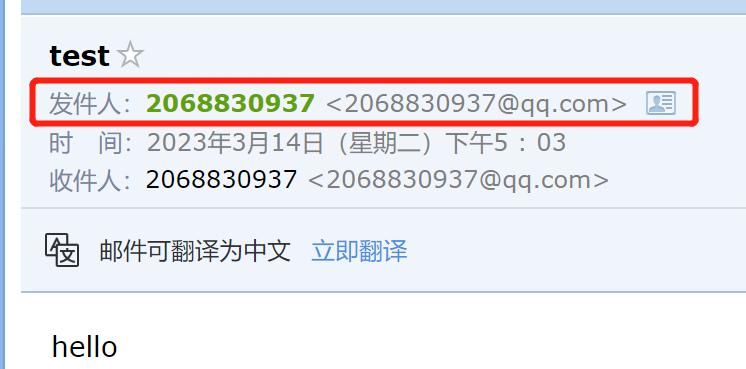 test
发件人：2068830937 <2068830937@qq.com>
时 间：2023年3月14日（星期二）下午5：03
收件人：2068830937 <2068830937@qq.com>
邮件可翻译为中文 立即翻译
hello